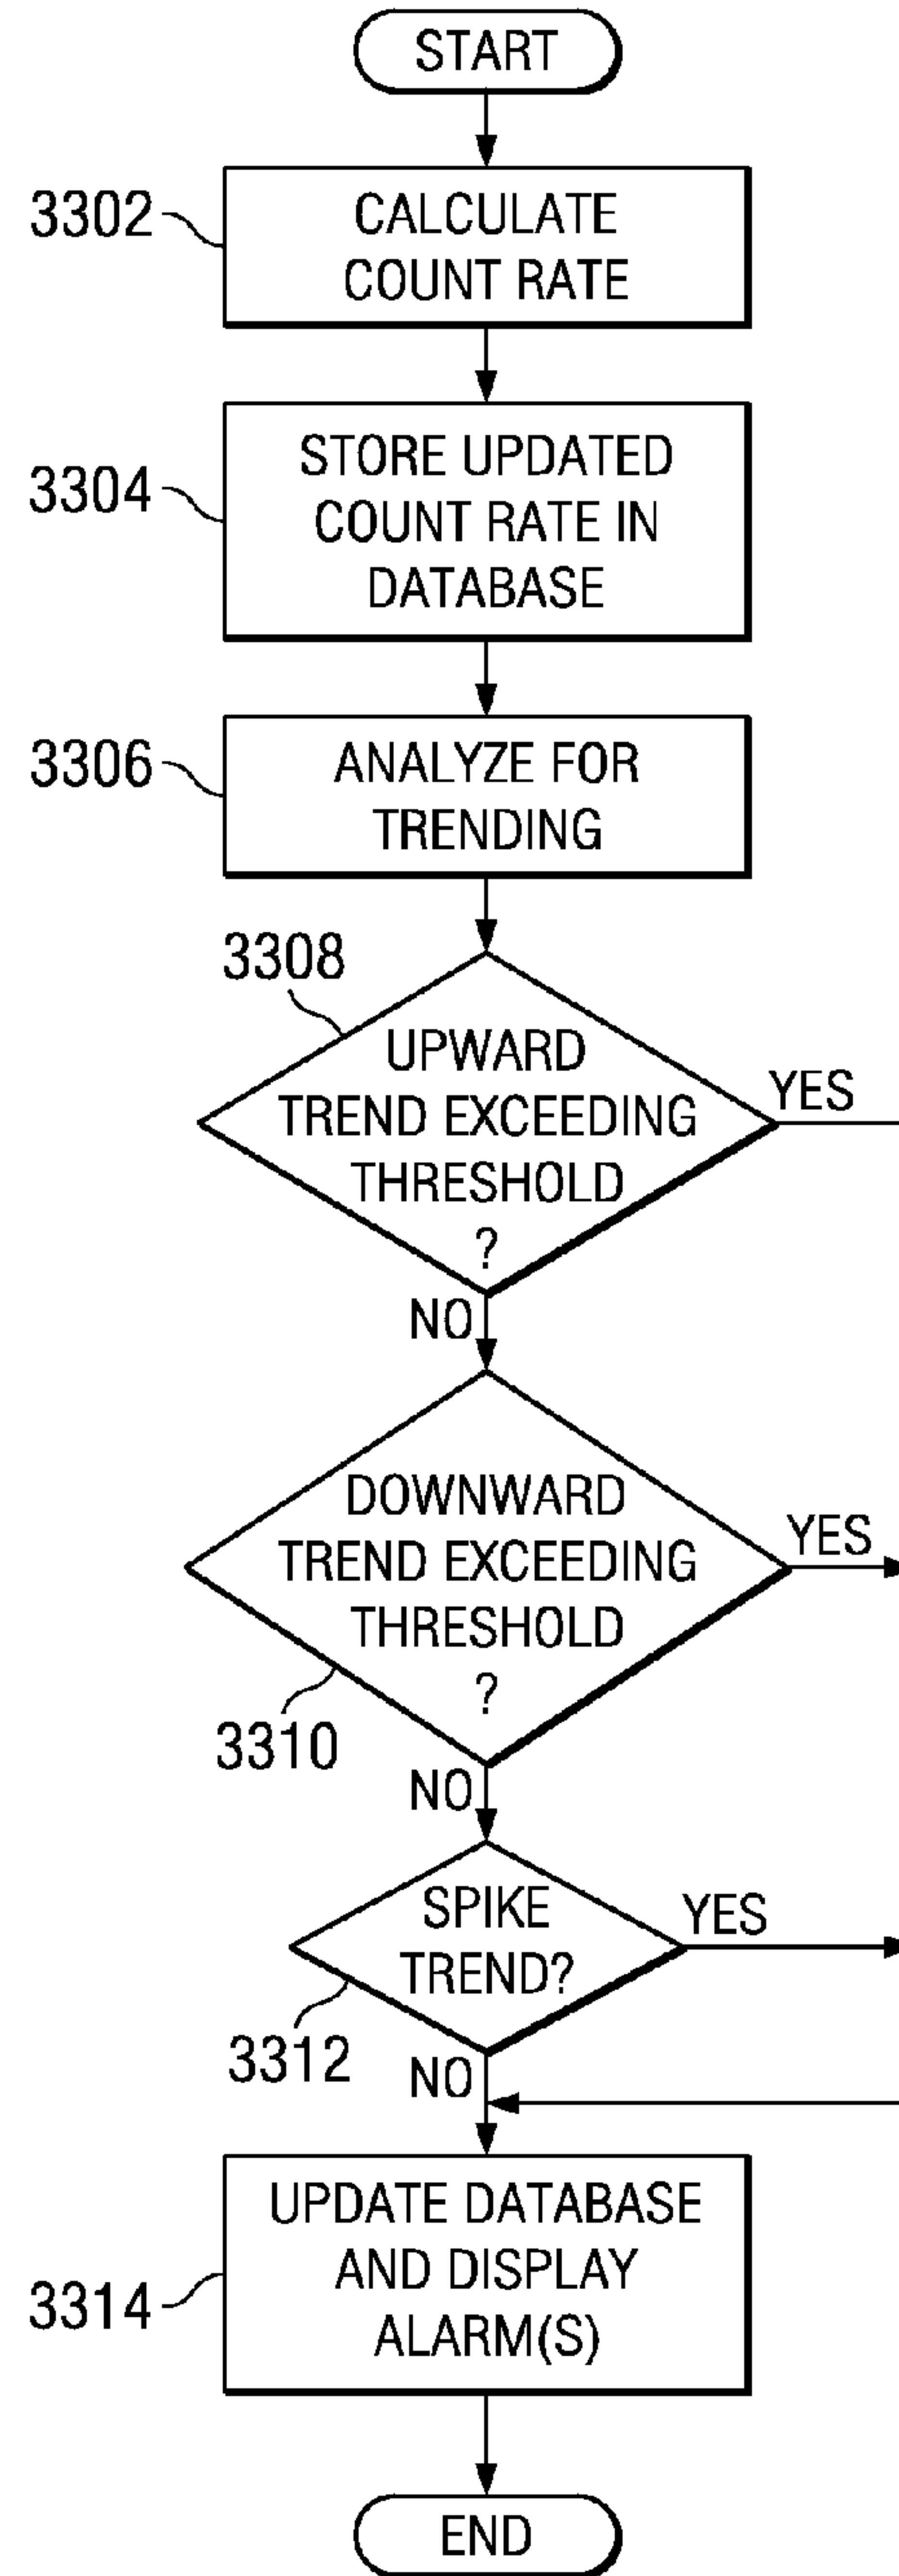 START
3302
CALCULATE
COUNT RATE
3304
STORE UPDATED
COUNT RATE IN
DATABASE
3306
ANALYZE FOR
TRENDING
3308
UPWARD
TREND EXCEEDING
THRESHOLD
?
YES
NO
DOWNWARD
TREND EXCEEDING
THRESHOLD
?
YES
3310
NO
SPIKE
TREND?
YES
3312
NO
UPDATE DATABASE
AND DISPLAY
ALARM(S)
3314
END